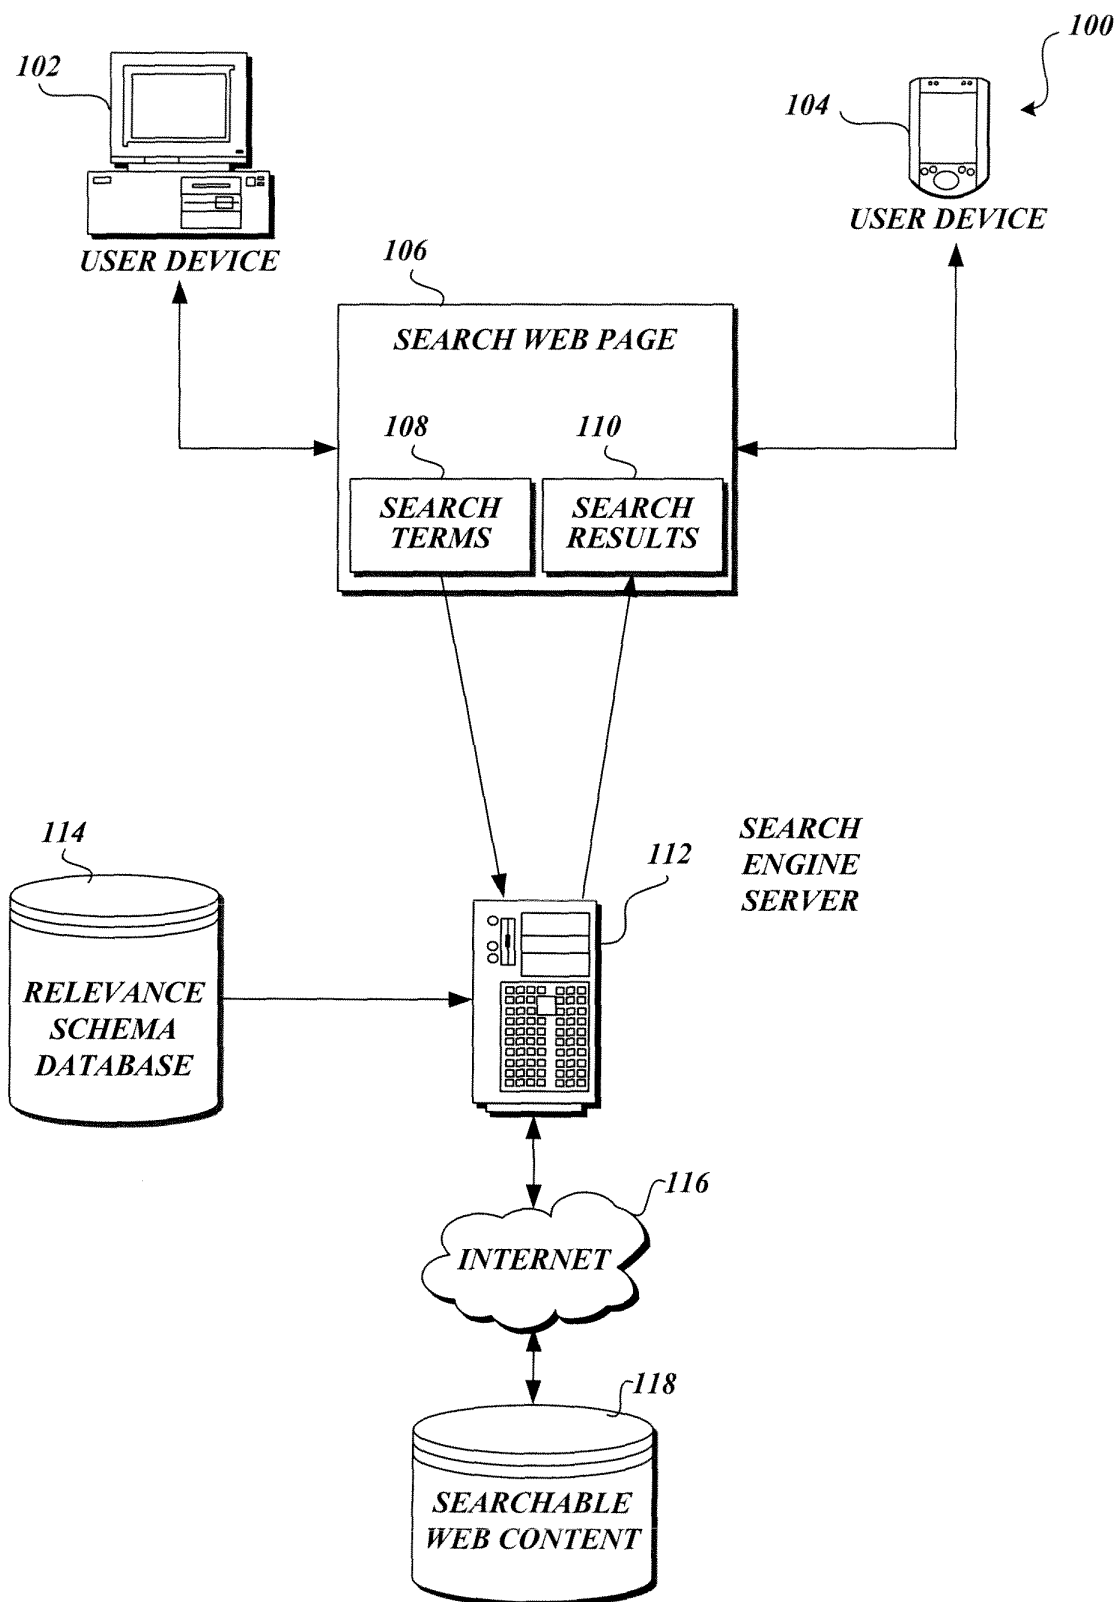 100
102
104
USER DEVICE
USER DEVICE
106
SEARCH WEB PAGE
108
110
SEARCH
TERMS
SEARCH
RESULTS
114
112
SEARCH
ENGINE
SERVER
RELEVANCE
SCHEMA
DATABASE
116
INTERNET
118
SEARCHABLE
WEB CONTENT